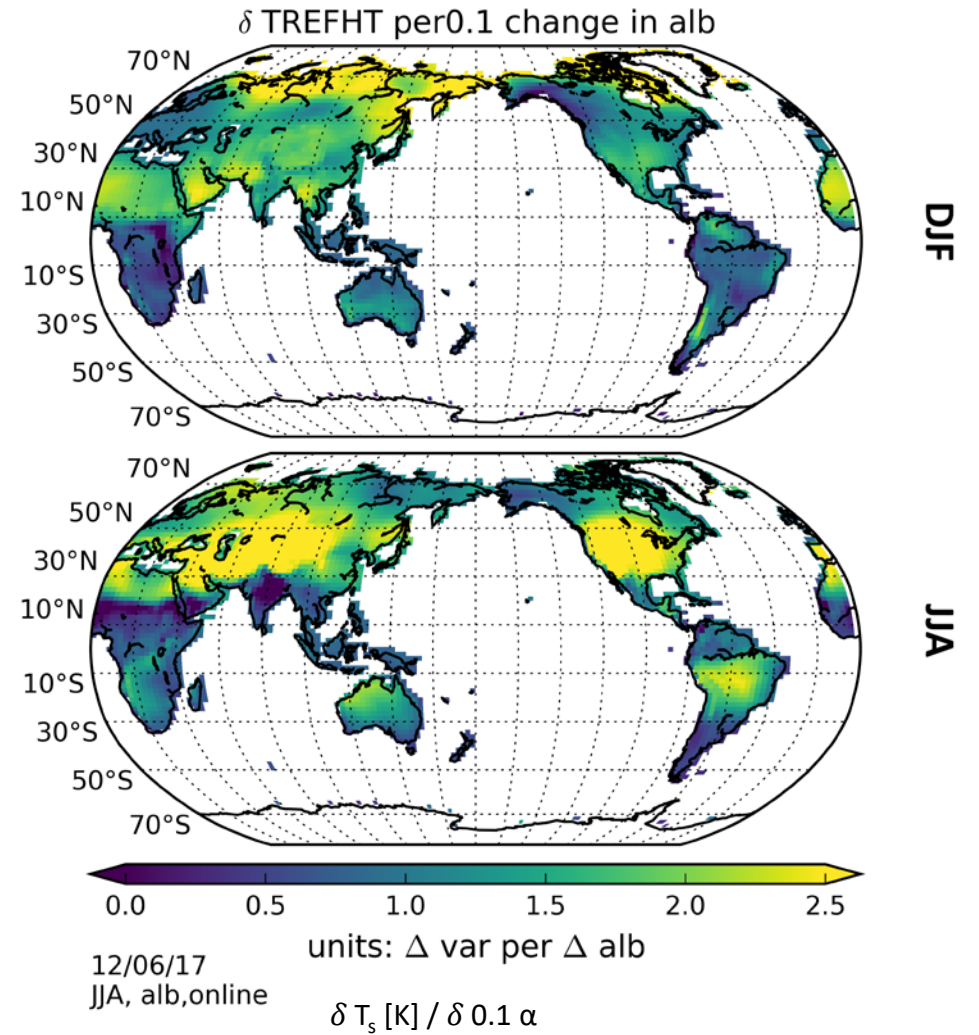 δ TREFHT per0.1 change in alb
70°N
50°N
30°N
10°N
10°S
30°S
50°S
70°S
DJF
70°N
50°N
30°N
10°N
10°S
30°S
50°S
70°S
JJA
0.0 0.5 1.0 1.5 2.0 2.5
units: Δ var per Δ alb
12/06/17
JJA, alb,online
δ Tₛ [K] / δ 0.1 α